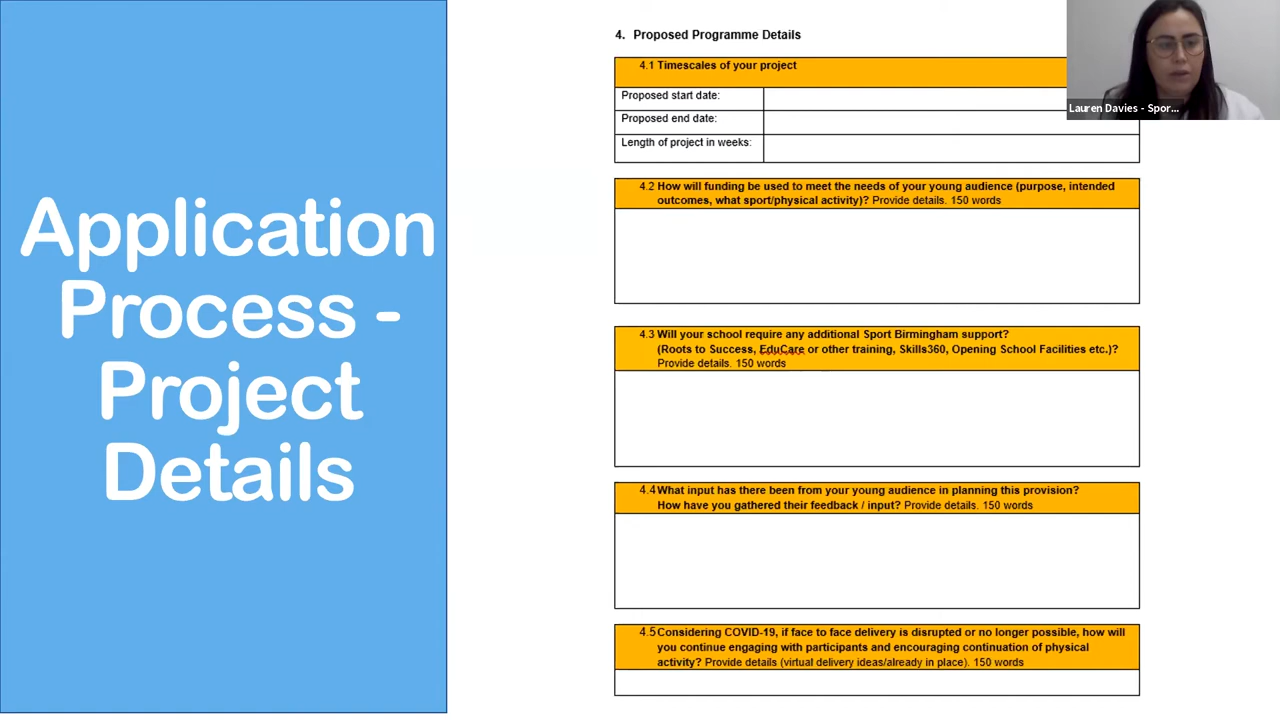 Application
Process -
Project
Details
4. Proposed Programme Details
4.1 Timescales of your project
Proposed start date:
Proposed end date:
Length of project in weeks:
4.2 How will funding be used to meet the needs of your young audience (purpose, intended
outcomes, what sport/physical activity)? Provide details. 150 words
4.3 Will your school require any additional Sport Birmingham support?
(Roots to Success, EduCare or other training, Skills360, Opening School Facilities etc.)?
Provide details. 150 words
4.4 What input has there been from your young audience in planning this provision?
How have you gathered their feedback / input? Provide details. 150 words
4.5 Considering COVID-19, if face to face delivery is disrupted or no longer possible, how will
you continue engaging with participants and encouraging continuation of physical
activity? Provide details (virtual delivery ideas/already in place). 150 words
Lauren Davies - Spor...